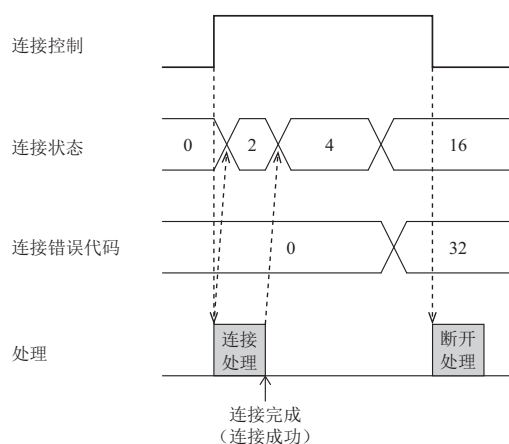 连接控制
连接状态
0 2 4 16
连接错误代码
0 32
处理
连接
处理
断开
处理
连接完成
（连接成功）